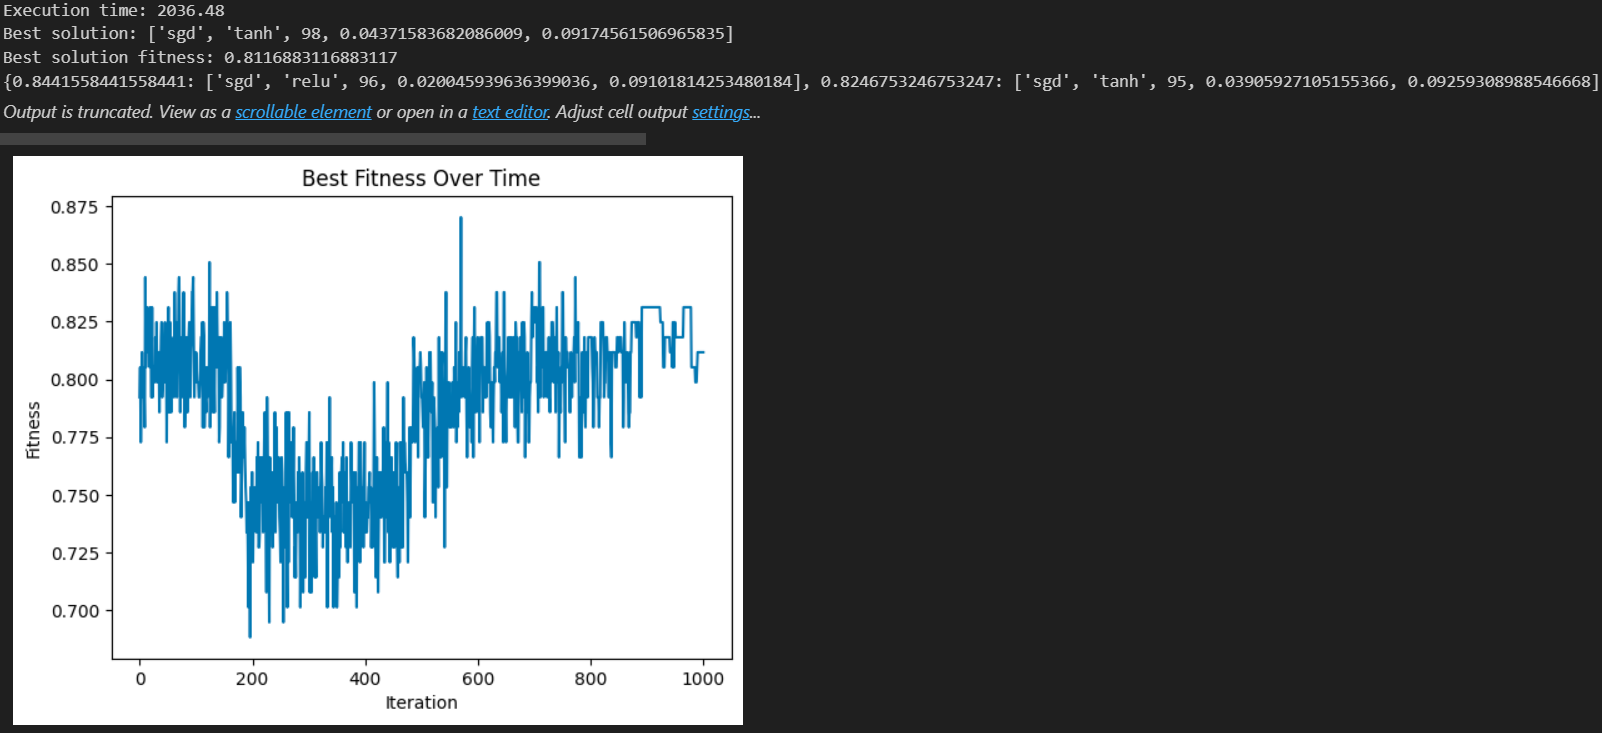 Execution time: 2036.48
Best solution: ['sgd', 'tanh', 98, 0.04371583682086009, 0.09174561506965835]
Best solution fitness: 0.8116883116883117
{0.8441558441558441: ['sgd', 'relu', 96, 0.020045939636399036, 0.09101814253480184], 0.8246753246753247: ['sgd', 'tanh', 95, 0.03905927105155366, 0.09259308988546668]
Output is truncated. View as a scrollable element or open in a text editor. Adjust cell output settings...
Best Fitness Over Time
0.875
0.850
0.825
0.800
0.775
0.750
0.725
0.700
Fitness
0 200 400 600 800 1000
Iteration